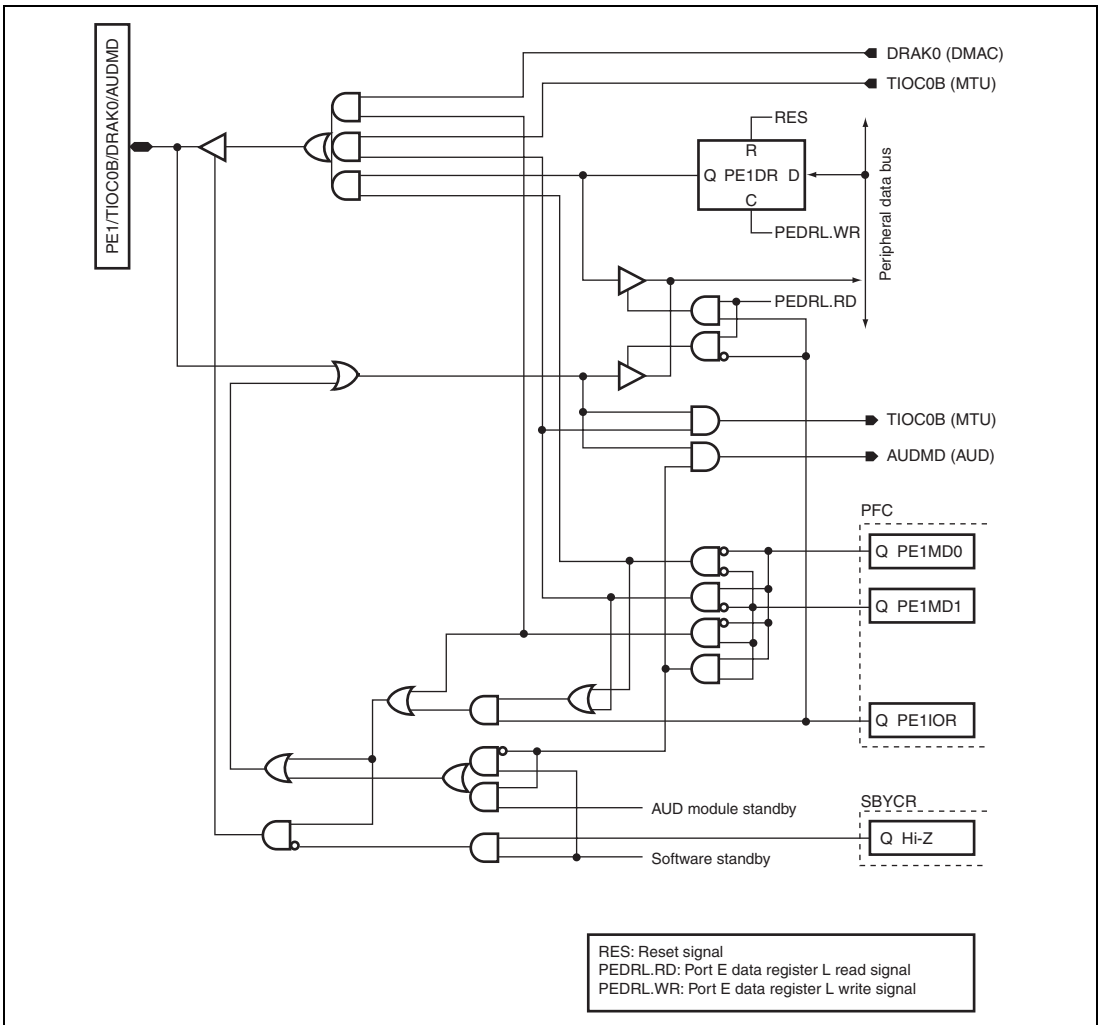 PE1/TIOC0B/DRAK0/AUDMD
DRAK0 (DMAC)
TIOC0B (MTU)
RES
R
Q PE1DR D
C
PEDRL.WR
Peripheral data bus
PEDRL.RD
TIOC0B (MTU)
AUDMD (AUD)
PFC
Q PE1MD0
Q PE1MD1
Q PE1IOR
AUD module standby
SBYCR
Q Hi-Z
Software standby
RES: Reset signal
PEDRL.RD: Port E data register L read signal
PEDRL.WR: Port E data register L write signal